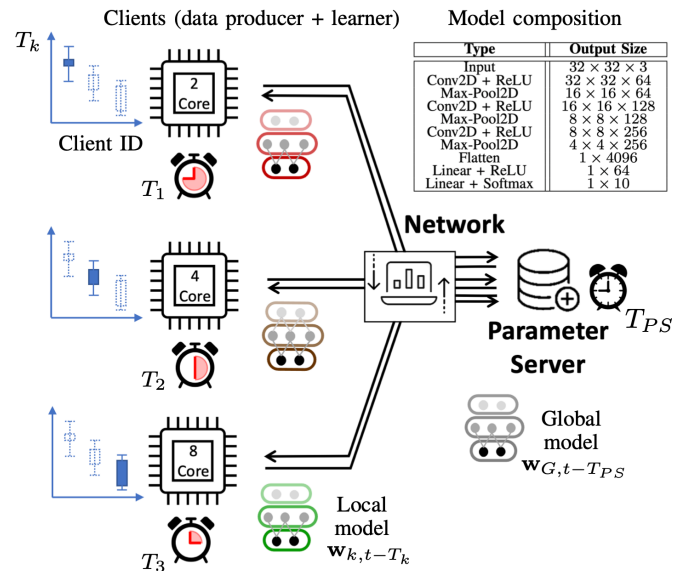 Clients (data producer + learner)
Model composition
T_k
Type Output Size
Input 32 × 32 × 3
Conv2D + ReLU 32 × 32 × 64
Max-Pool2D 16 × 16 × 64
Conv2D + ReLU 16 × 16 × 128
Max-Pool2D 8 × 8 × 128
Conv2D + ReLU 8 × 8 × 256
Max-Pool2D 4 × 4 × 256
Flatten 1 × 4096
Linear + ReLU 1 × 64
Linear + Softmax 1 × 10
2
Core
Client ID
T_1
Network
4
Core
T_{PS}
Parameter
Server
T_2
8
Core
Global
model
w_{G,t−T_{PS}}
Local
model
w_{k,t−T_k}
T_3